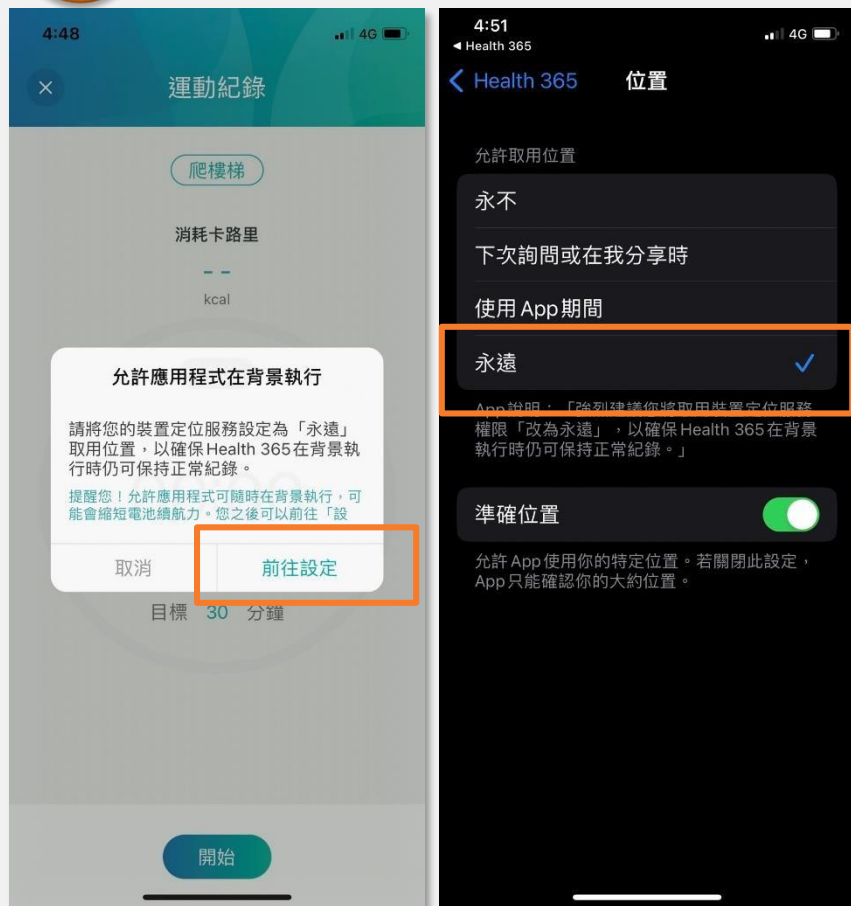 4:48
4G
運動紀錄
爬樓梯
消耗卡路里
--
kcal
允許應用程式在背景執行
請將您的裝置定位服務設定為「永遠」
取用位置，以確保 Health 365 在背景執
行時仍可保持正常紀錄。
提醒您！允許應用程式可隨時在背景執行，可
能會縮短電池續航力。您之後可以前往「設
取消
前往設定
目標 30 分鐘
開始
4:51
4G
◀ Health 365
Health 365
位置
允許取用位置
永不
下次詢問或在我分享時
使用 App 期間
永遠
App 說明：「強烈建議您將取用裝置定位服務
權限「改為永遠」，以確保 Health 365 在背景
執行時仍可保持正常紀錄。」
準確位置
允許 App 使用你的特定位置。若關閉此設定，
App 只能確認你的大約位置。